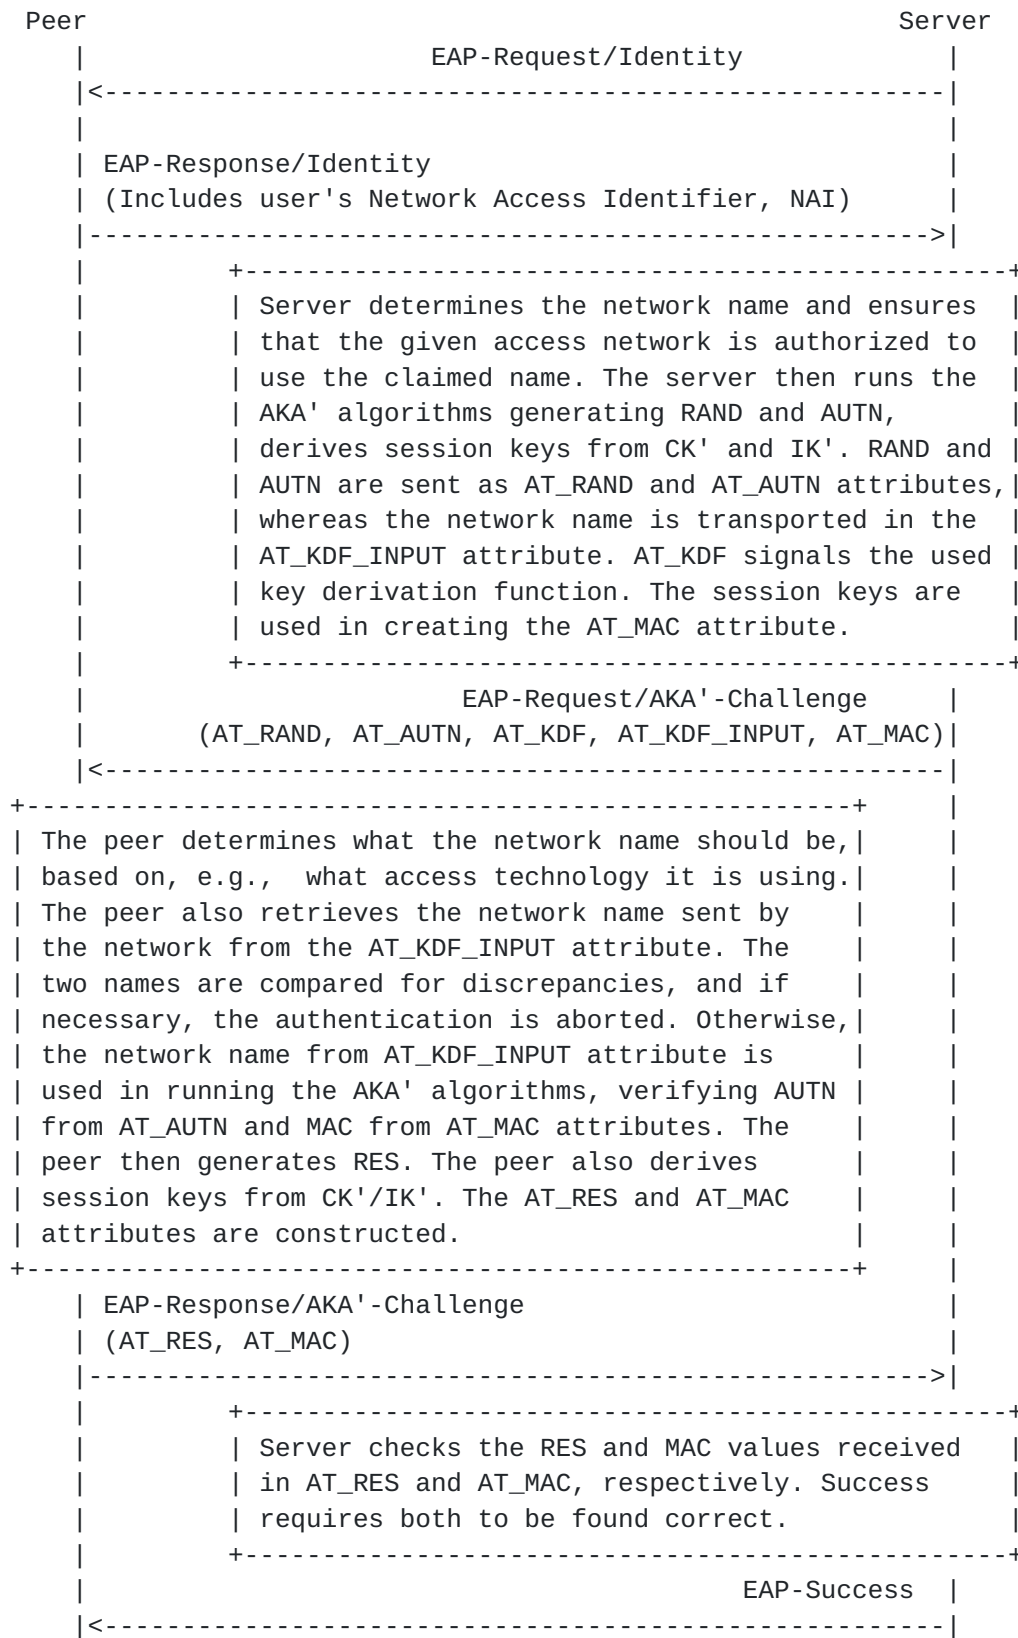 Peer Server
| EAP-Request/Identity |
|<------------------------------------------------------|
| |
| EAP-Response/Identity |
| (Includes user's Network Access Identifier, NAI) |
|------------------------------------------------------>|
| +-------------------------------------------------+
| | Server determines the network name and ensures |
| | that the given access network is authorized to |
| | use the claimed name. The server then runs the |
| | AKA' algorithms generating RAND and AUTN, |
| | derives session keys from CK' and IK'. RAND and |
| | AUTN are sent as AT_RAND and AT_AUTN attributes,|
| | whereas the network name is transported in the |
| | AT_KDF_INPUT attribute. AT_KDF signals the used |
| | key derivation function. The session keys are |
| | used in creating the AT_MAC attribute. |
| +-------------------------------------------------+
| EAP-Request/AKA'-Challenge |
| (AT_RAND, AT_AUTN, AT_KDF, AT_KDF_INPUT, AT_MAC)|
|<------------------------------------------------------|
+-----------------------------------------------------+ |
| The peer determines what the network name should be,| |
| based on, e.g., what access technology it is using.| |
| The peer also retrieves the network name sent by | |
| the network from the AT_KDF_INPUT attribute. The | |
| two names are compared for discrepancies, and if | |
| necessary, the authentication is aborted. Otherwise,| |
| the network name from AT_KDF_INPUT attribute is | |
| used in running the AKA' algorithms, verifying AUTN | |
| from AT_AUTN and MAC from AT_MAC attributes. The | |
| peer then generates RES. The peer also derives | |
| session keys from CK'/IK'. The AT_RES and AT_MAC | |
| attributes are constructed. | |
+-----------------------------------------------------+ |
| EAP-Response/AKA'-Challenge |
| (AT_RES, AT_MAC) |
|------------------------------------------------------>|
| +-------------------------------------------------+
| | Server checks the RES and MAC values received |
| | in AT_RES and AT_MAC, respectively. Success |
| | requires both to be found correct. |
| +-------------------------------------------------+
| EAP-Success |
|<------------------------------------------------------|